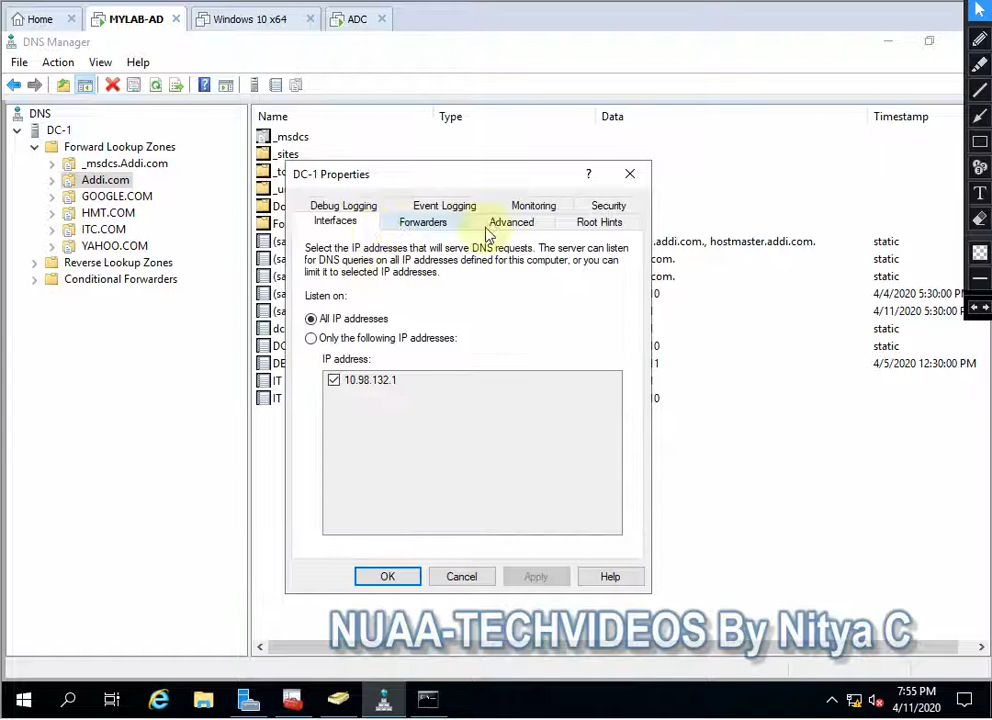 Home
MYLAB-AD
Windows 10 x64
ADC
DNS Manager
File Action View Help
DNS
DC-1
Forward Lookup Zones
_msdcs.Addi.com
Addi.com
GOOGLE.COM
HMT.COM
ITC.COM
YAHOO.COM
Reverse Lookup Zones
Conditional Forwarders
Name Type Data Timestamp
_msdcs
_sites
DC-1 Properties
?
Debug Logging Event Logging Monitoring Security
Interfaces Forwarders Advanced Root Hints
Select the IP addresses that will serve DNS requests. The server can listen
for DNS queries on all IP addresses defined for this computer, or you can
limit it to selected IP addresses.
Listen on:
All IP addresses
Only the following IP addresses:
IP address:
10.98.132.1
OK Cancel Apply Help
.addi.com., hostmaster.addi.com. static
static
static
4/4/2020 5:30:00 PM
4/11/2020 5:30:00 PM
static
static
4/5/2020 12:30:00 PM
IT
IT
NUAA-TECHVIDEOS By Nitya C
7:55 PM
4/11/2020